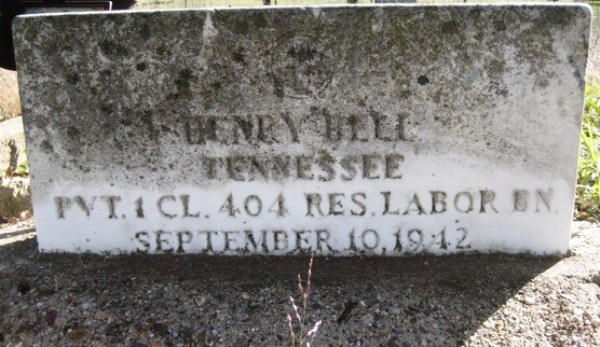 HENRY BELL
TENNESSEE
PVT. 1 CL. 404 RES. LABOR BN.
SEPTEMBER 10, 1942